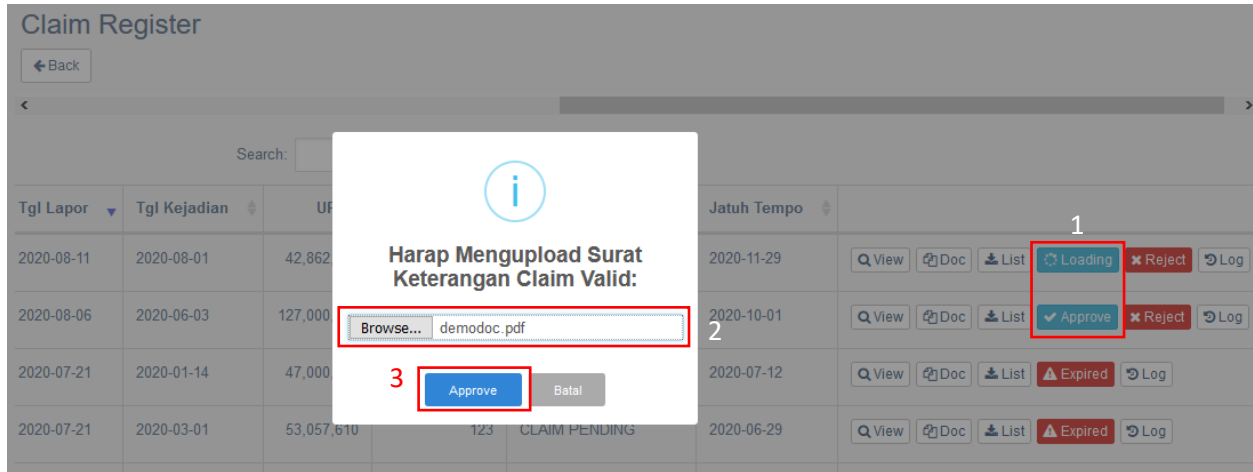 Claim Register
Back
Search:
Tgl Lapor Tgl Kejadian Jatuh Tempo
1
2020-08-11 2020-08-01 42,862 2020-11-29 View Doc List Loading Reject Log
Harap Mengupload Surat
Keterangan Claim Valid:
2020-08-06 2020-06-03 127,000 2020-10-01 View Doc List Approve Reject Log
Browse... demodoc.pdf
2
2020-07-21 2020-01-14 47,000 2020-07-12 View Doc List Expired Log
3
Approve Batal
2020-07-21 2020-03-01 53,057,610 123 CLAIM PENDING 2020-06-29 View Doc List Expired Log